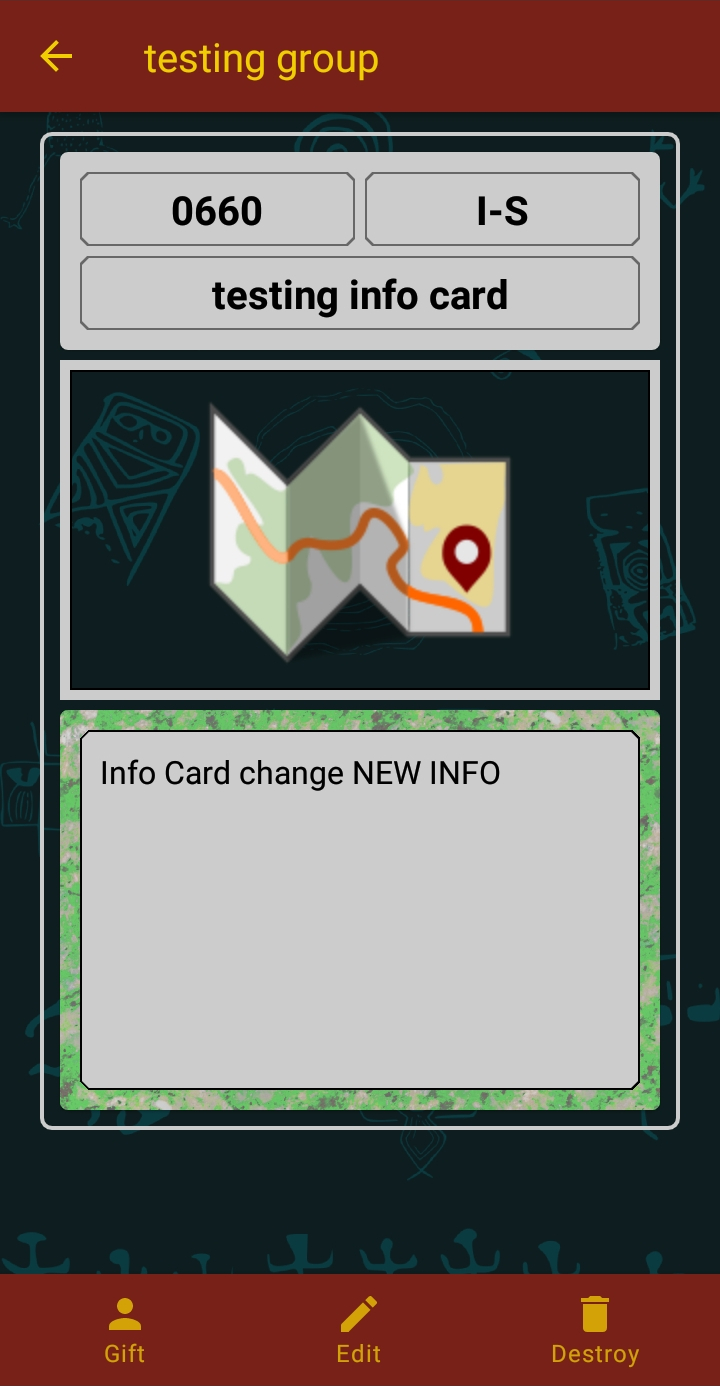 testing group
0660 I-S
testing info card
Info Card change NEW INFO
Gift Edit Destroy